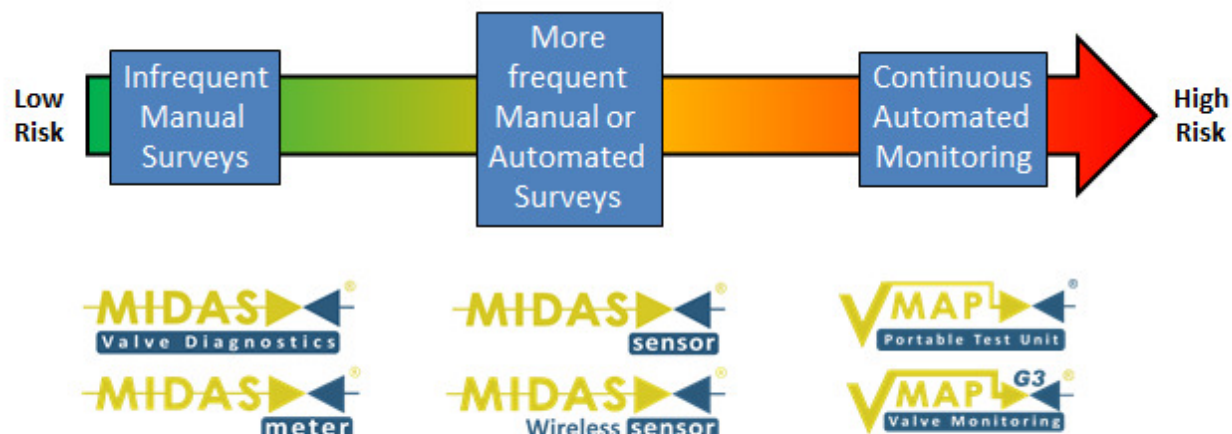 Low
Risk
Infrequent
Manual
Surveys
More
frequent
Manual or
Automated
Surveys
Continuous
Automated
Monitoring
High
Risk
MIDAS®
Valve Diagnostics
MIDAS®
sensor
VMAP®
Portable Test Unit
MIDAS®
meter
MIDAS®
Wireless sensor
VMAP G3®
Valve Monitoring